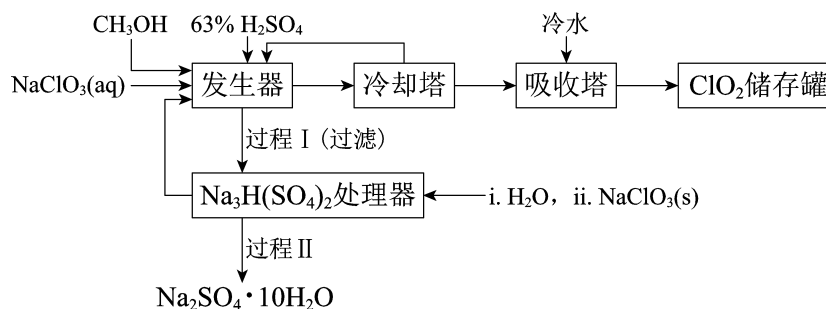 CH₃OH 63% H₂SO₄ 冷水
NaClO₃(aq) 发生器 冷却塔 吸收塔 ClO₂储存罐
过程Ⅰ(过滤)
Na₃H(SO₄)₂处理器 i. H₂O，ii. NaClO₃(s)
过程Ⅱ
Na₂SO₄·10H₂O